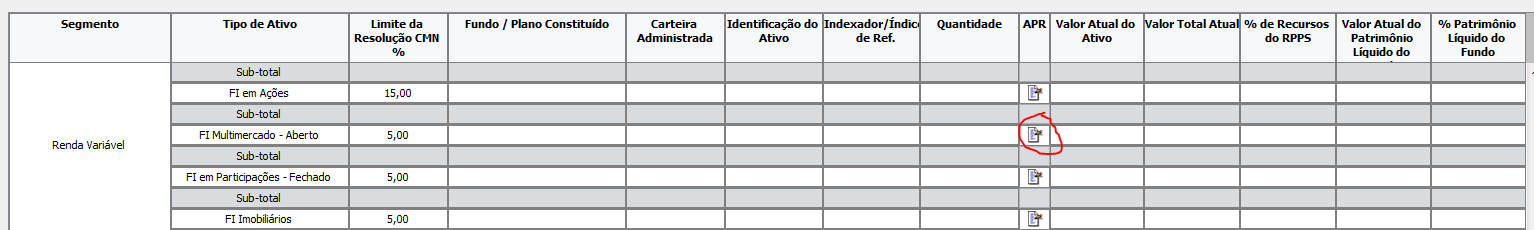 Segmento
Tipo de Ativo
Limite da
Resolução CMN
%
Fundo / Plano Constituído
Carteira
Administrada
Identificação do
Ativo
Indexador/Índice
de Ref.
Quantidade
APR
Valor Atual do
Ativo
Valor Total Atual
% de Recursos
do RPPS
Valor Atual do
Patrimônio
Líquido do
% Patrimônio
Líquido do
Fundo
Renda Variável
Sub-total
FI em Ações 15,00
Sub-total
FI Multimercado - Aberto 5,00
Sub-total
FI em Participações - Fechado 5,00
Sub-total
FI Imobiliários 5,00